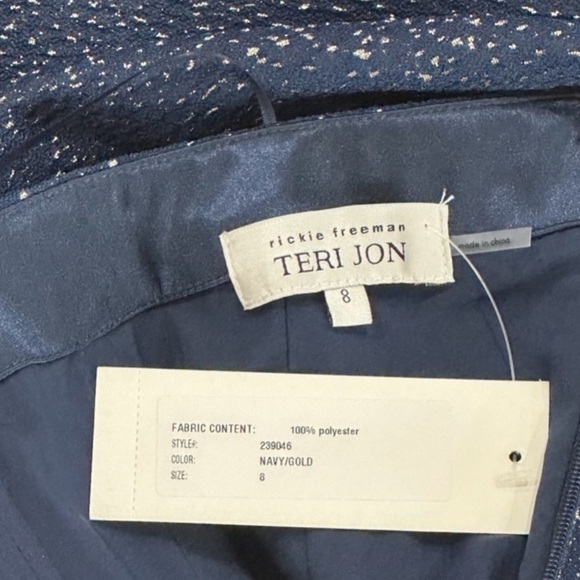 rickie freeman
TERI JON
8
made in china
FABRIC CONTENT: 100% polyester
STYLE#: 239046
COLOR: NAVY/GOLD
SIZE: 8